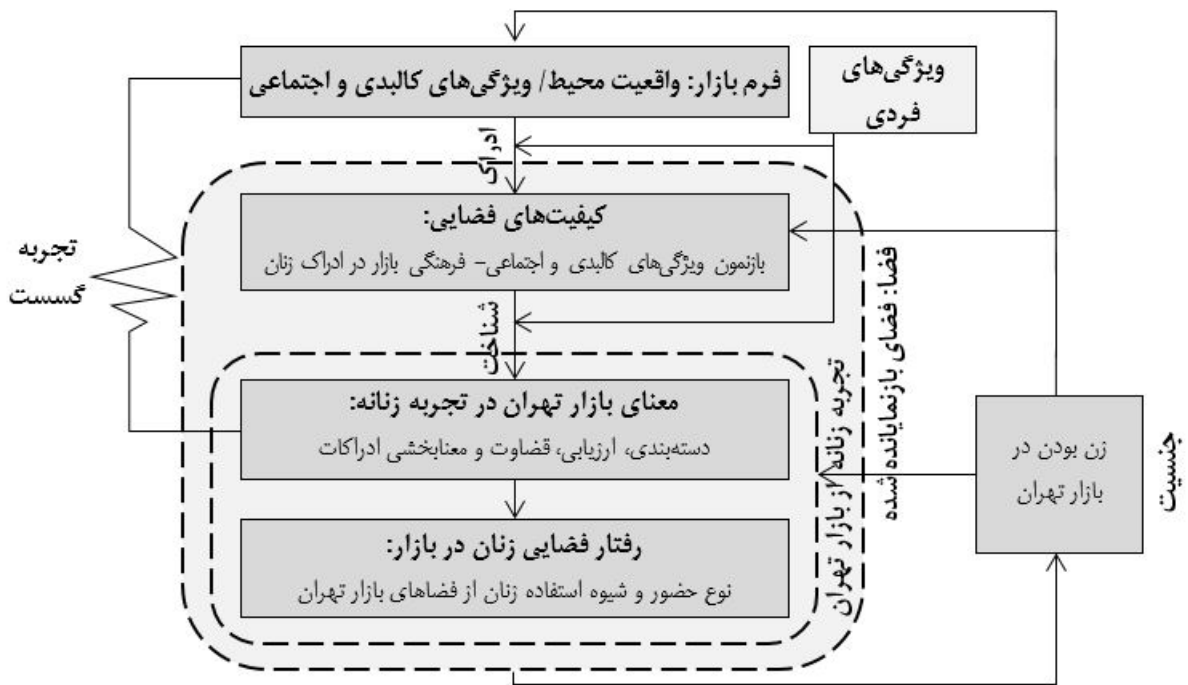 فرم بازار: واقعیت محیط/ ویژگی‌های کالبدی و اجتماعی
ویژگی‌های
فردی
ادراک
کیفیت‌های فضایی:
بازنمون ویژگی‌های کالبدی و اجتماعی- فرهنگی بازار در ادراک زنان
تجربه
گسست
شناخت
معنای بازار تهران در تجربه زنانه:
دسته‌بندی، ارزیابی، قضاوت و معنابخشی ادراکات
رفتار فضایی زنان در بازار:
نوع حضور و شیوه استفاده زنان از فضاهای بازار تهران
تجربه زنانه از بازار تهران
فضا: فضای بازنمایانده شده
زن بودن در
بازار تهران
جنسیت